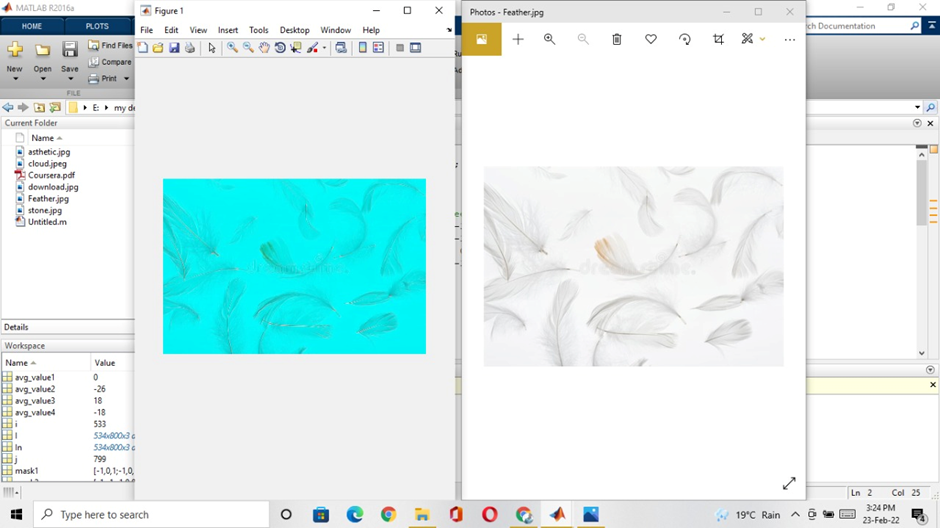 MATLAB R2016a
HOME
PLOTS
New
Open
Save
Find Files
Compare
Print
FILE
E:
Current Folder
Name
asthetic.jpg
cloud.jpeg
Coursera.pdf
download.jpg
Feather.jpg
stone.jpg
Untitled.m
Details
Workspace
Name
Value
avg_value1
0
avg_value2
-26
avg_value3
18
avg_value4
-18
i
533
I
534x800x3
In
534x800x3
j
799
mask1
[-1,0,1;-1,0,
Figure 1
File
Edit
View
Insert
Tools
Desktop
Window
Help
Photos - Feather.jpg
Search Documentation
Ln 2
Col 25
Type here to search
19°C Rain
3:24 PM
23-Feb-22
4